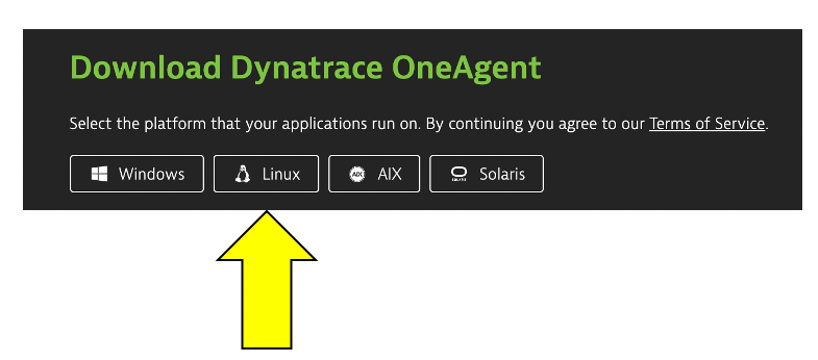 Download Dynatrace OneAgent
Select the platform that your applications run on. By continuing you agree to our Terms of Service.
Windows Linux AIX Solaris